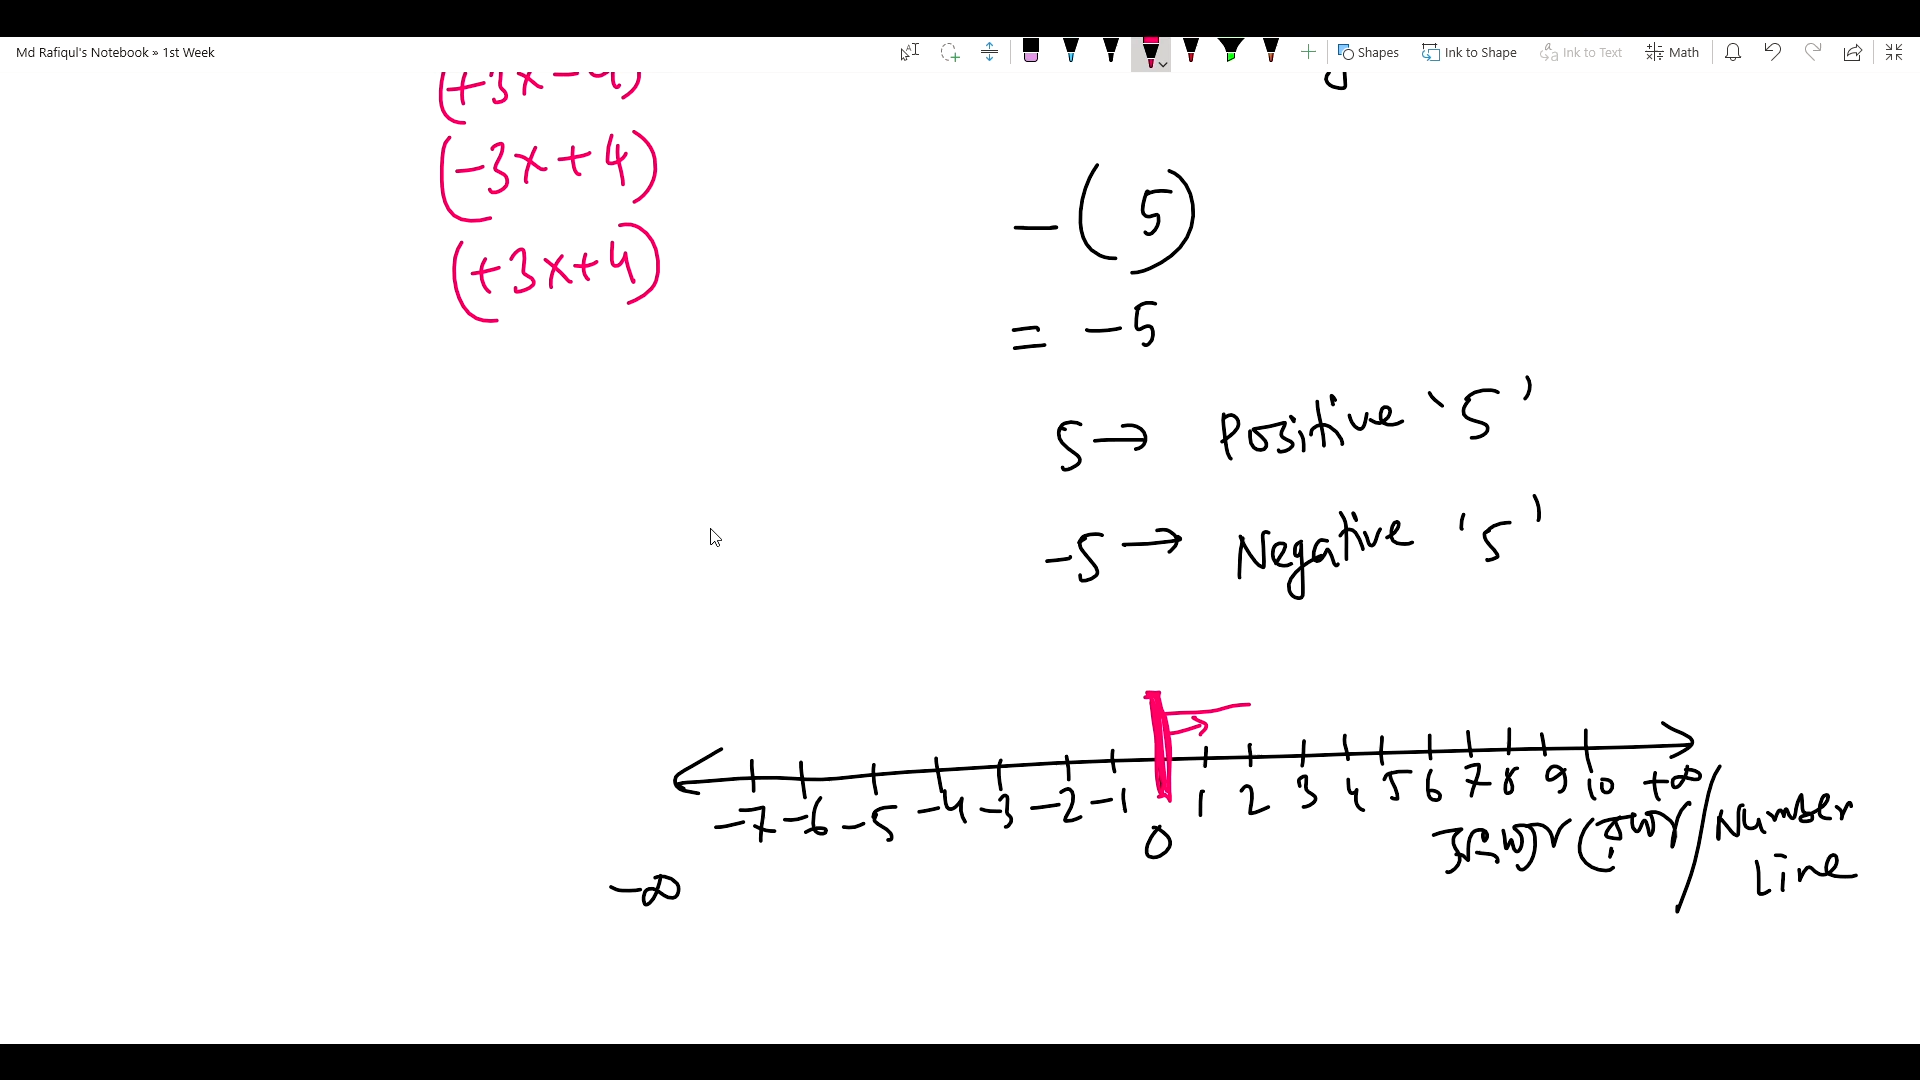 Md Rafiqul's Notebook » 1st Week
Shapes
Ink to Shape
Ink to Text
Math
(+3x-4)
(-3x+4)
(+3x+4)
-( 5)
= -5
5→ Positive '5'
-5→ Negative '5'
-7 -6 -5 -4 -3 -2 -1 0 1 2 3 4 5 6 7 8 9 10 +∞
-∞
/ Number
Line